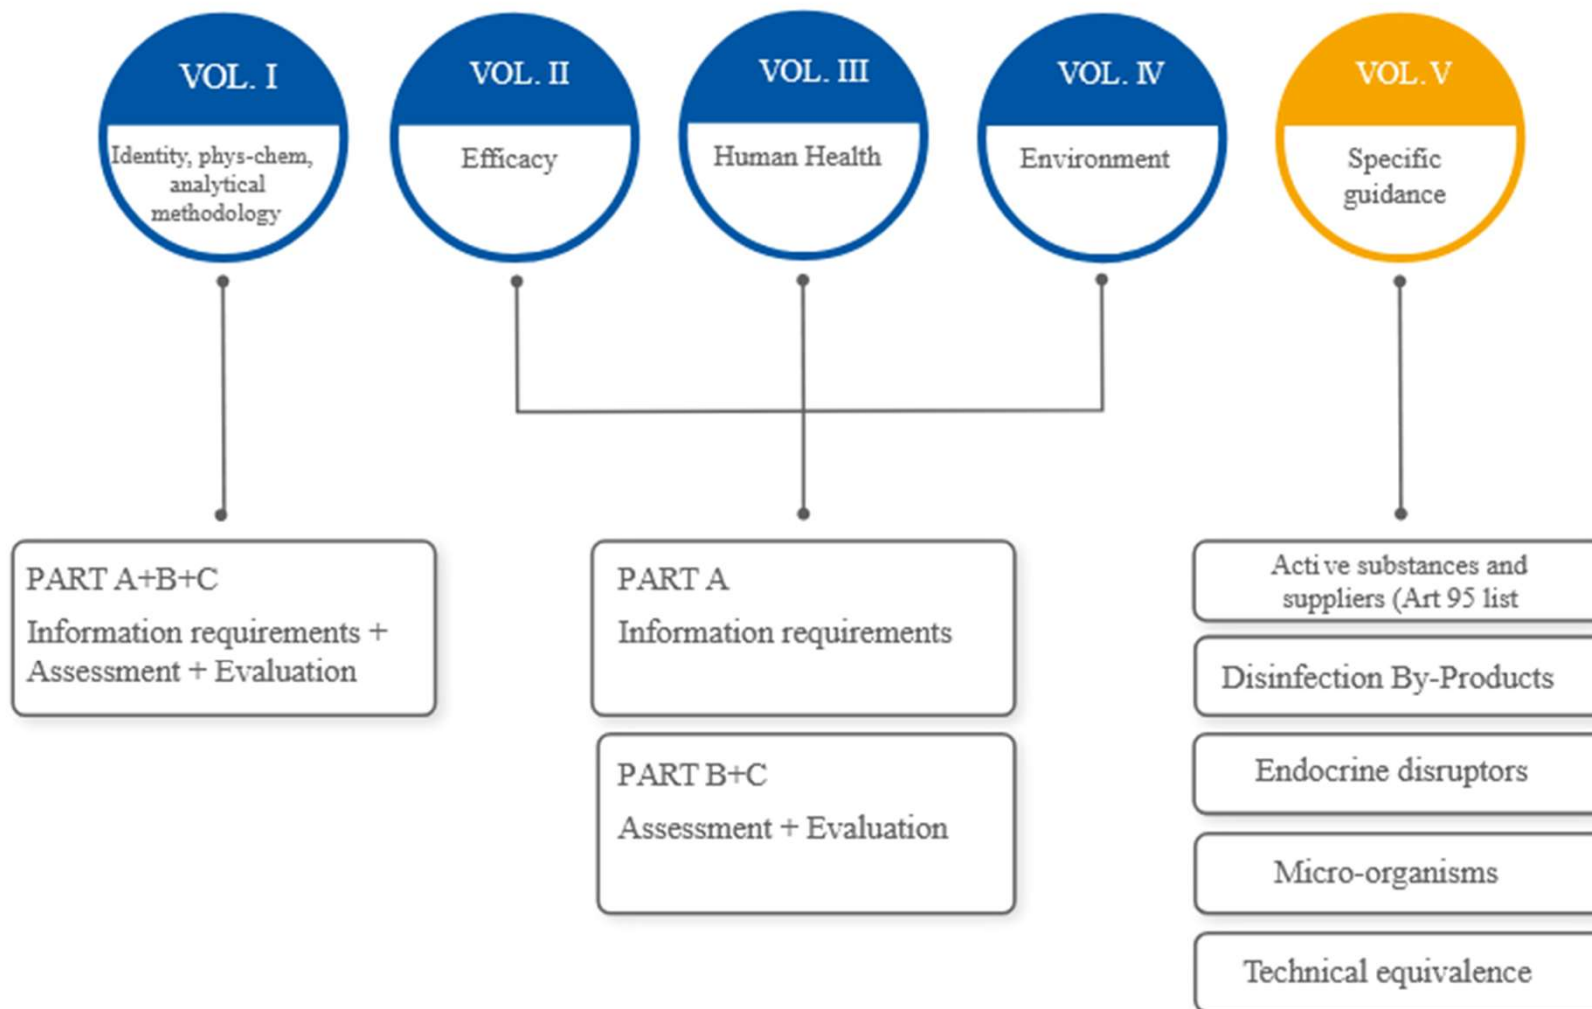 VOL. I
Identity, phys-chem,
analytical
methodology
VOL. II
Efficacy
VOL. III
Human Health
VOL. IV
Environment
VOL. V
Specific
guidance
PART A+B+C
Information requirements +
Assessment + Evaluation
PART A
Information requirements
PART B+C
Assessment + Evaluation
Active substances and
suppliers (Art 95 list
Disinfection By-Products
Endocrine disruptors
Micro-organisms
Technical equivalence